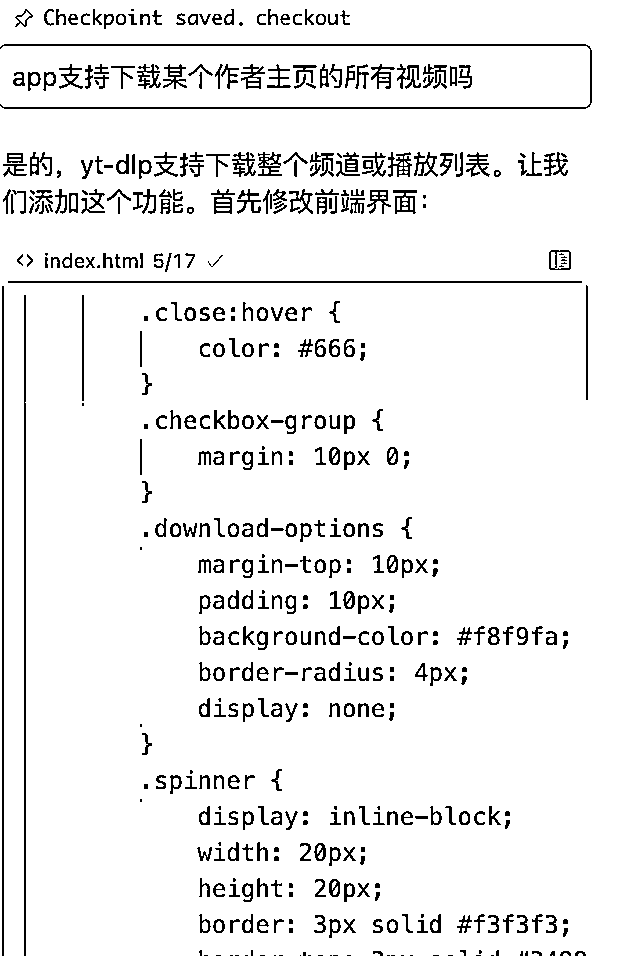 Checkpoint saved. checkout
app支持下载某个作者主页的所有视频吗
是的，yt-dlp支持下载整个频道或播放列表。让我
们添加这个功能。首先修改前端界面：
<> index.html 5/17 ✓
.close:hover {
color: #666;
}
.checkbox-group {
margin: 10px 0;
}
.download-options {
margin-top: 10px;
padding: 10px;
background-color: #f8f9fa;
border-radius: 4px;
display: none;
}
.spinner {
display: inline-block;
width: 20px;
height: 20px;
border: 3px solid #f3f3f3;